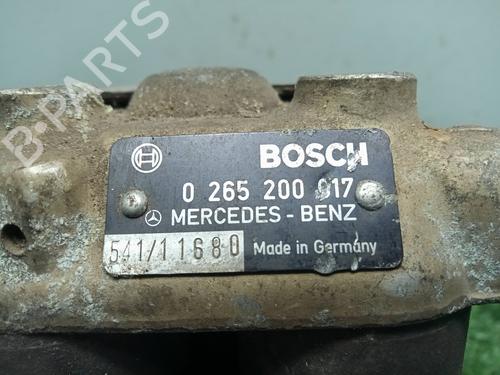 B-PARTS
BOSCH
0 265 200 017
MERCEDES-BENZ
541/11680 Made in Germany